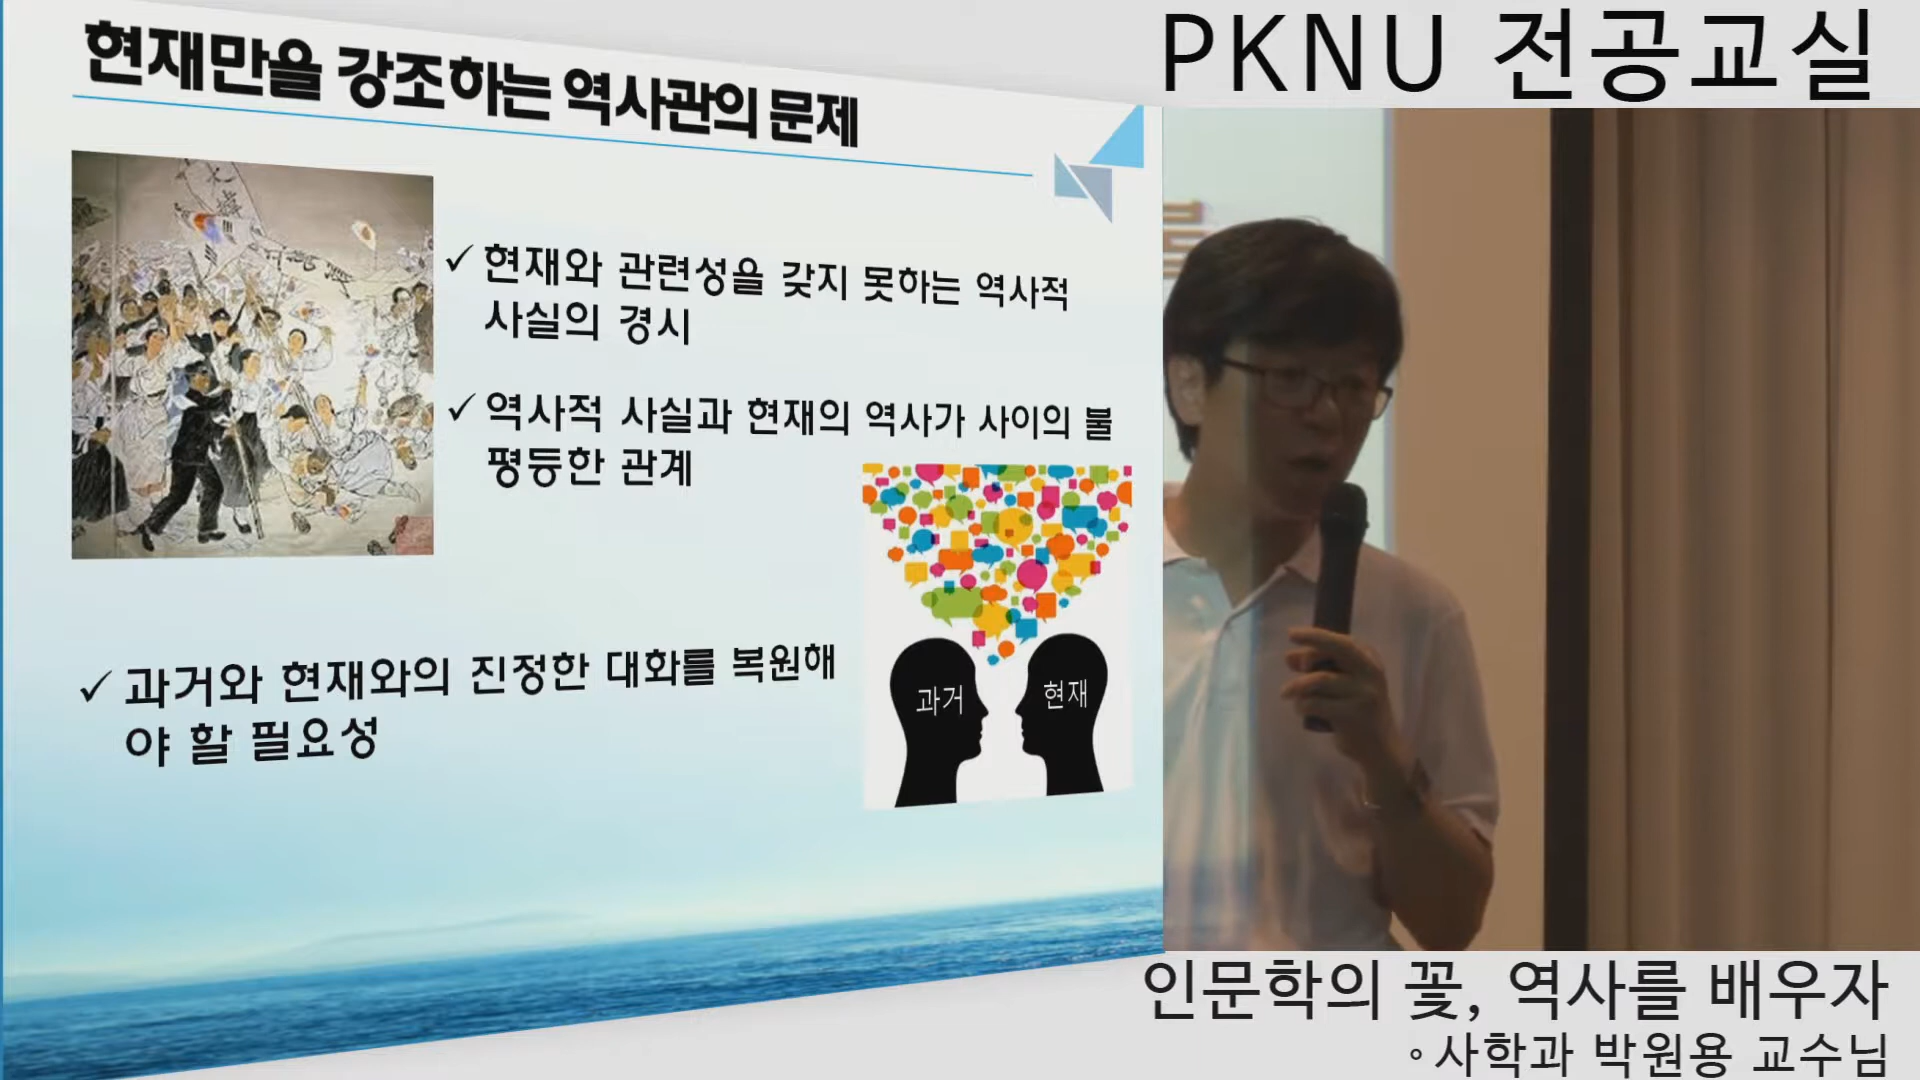 PKNU 전공교실
현재만을 강조하는 역사관의 문제
✓ 현재와 관련성을 갖지 못하는 역사적
사실의 경시
✓ 역사적 사실과 현재의 역사가 사이의 불
평등한 관계
과거
현재
✓ 과거와 현재와의 진정한 대화를 복원해
야 할 필요성
를
인문학의 꽃, 역사를 배우자
◦사학과 박원용 교수님